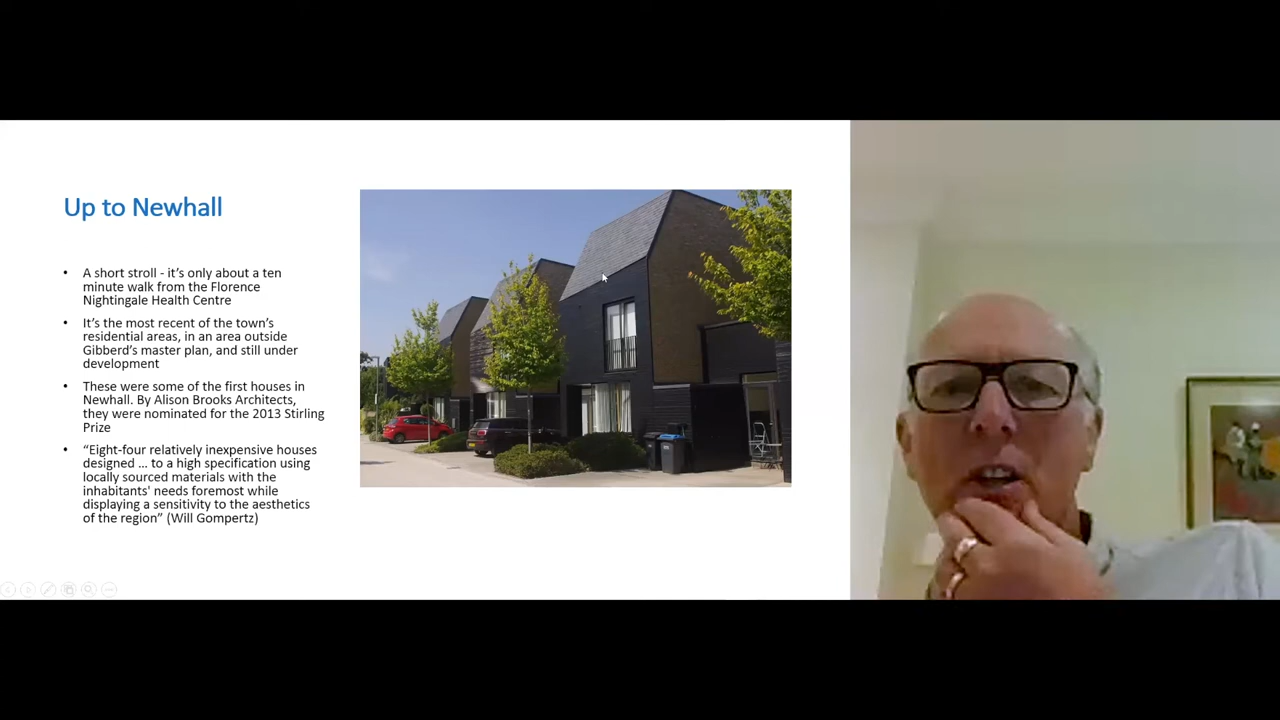 Up to Newhall
• A short stroll - it’s only about a ten
minute walk from the Florence
Nightingale Health Centre
• It’s the most recent of the town’s
residential areas, in an area outside
Gibberd’s master plan, and still under
development
• These were some of the first houses in
Newhall. By Alison Brooks Architects,
they were nominated for the 2013 Stirling
Prize
• “Eight-four relatively inexpensive houses
designed ... to a high specification using
locally sourced materials with the
inhabitants' needs foremost while
displaying a sensitivity to the aesthetics
of the region” (Will Gompertz)